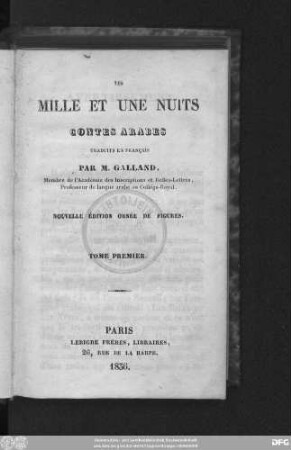 LES
MILLE ET UNE NUITS
CONTES ARABES
TRADUITS EN FRANÇAIS
PAR M. GALLAND,
Membre de l'Académie des Inscriptions et Belles-Lettres,
Professeur de langue arabe au Collége-Royal.
NOUVELLE ÉDITION ORNÉE DE FIGURES.
TOME PREMIER.
PARIS
LEBIGRE FRÈRES, LIBRAIRES,
26, RUE DE LA HARPE.
1836.
DFG